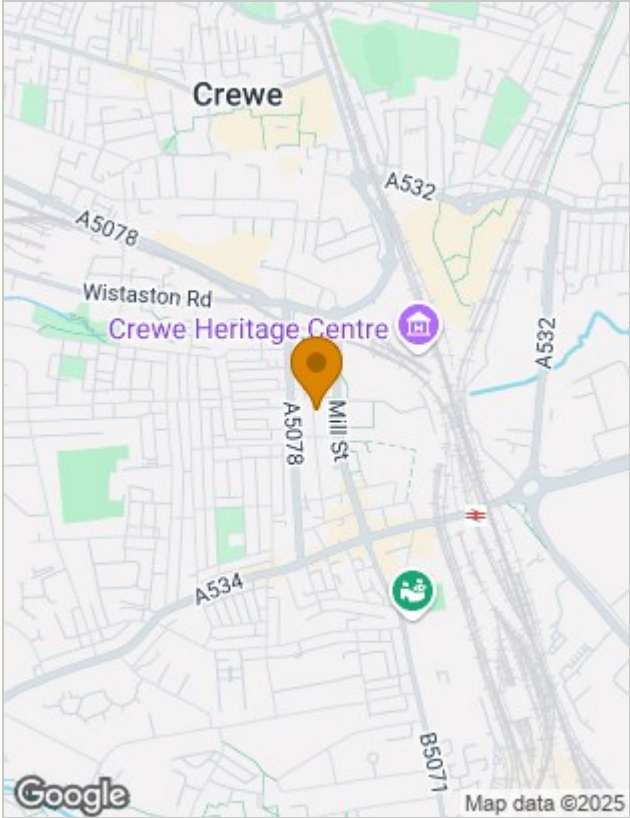 Crewe
A532
A5078
Wistaston Rd
Crewe Heritage Centre
A532
A5078
Mill St
A534
B5071
Google
Map data ©2025